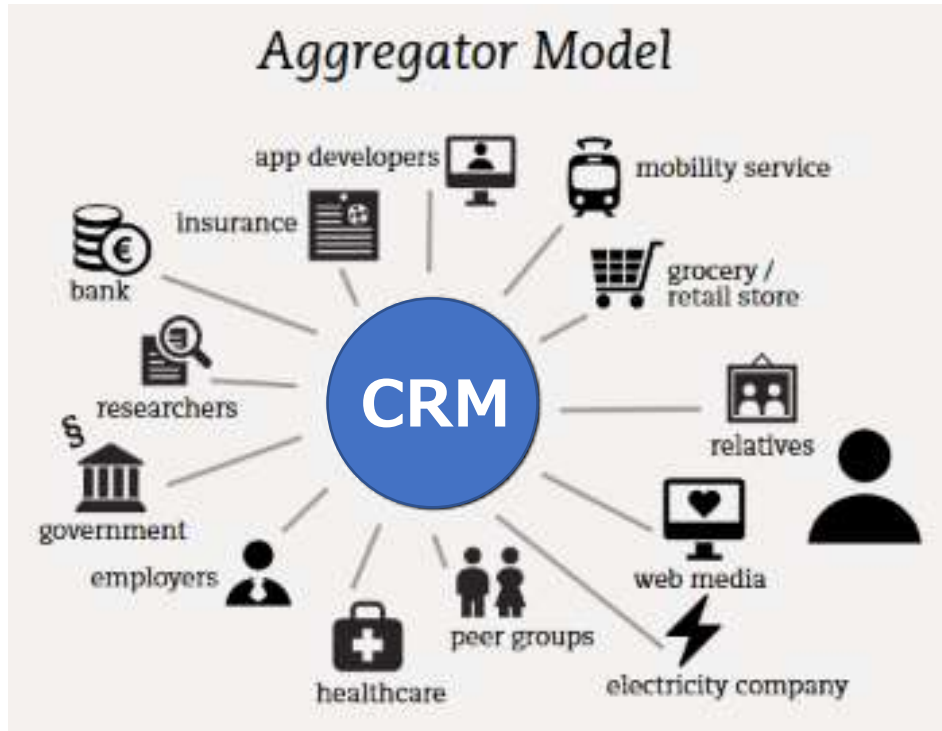 Aggregator Model
app developers
mobility service
insurance
grocery /
retail store
bank
€
CRM
researchers
§
relatives
government
employers
web media
peer groups
electricity company
healthcare